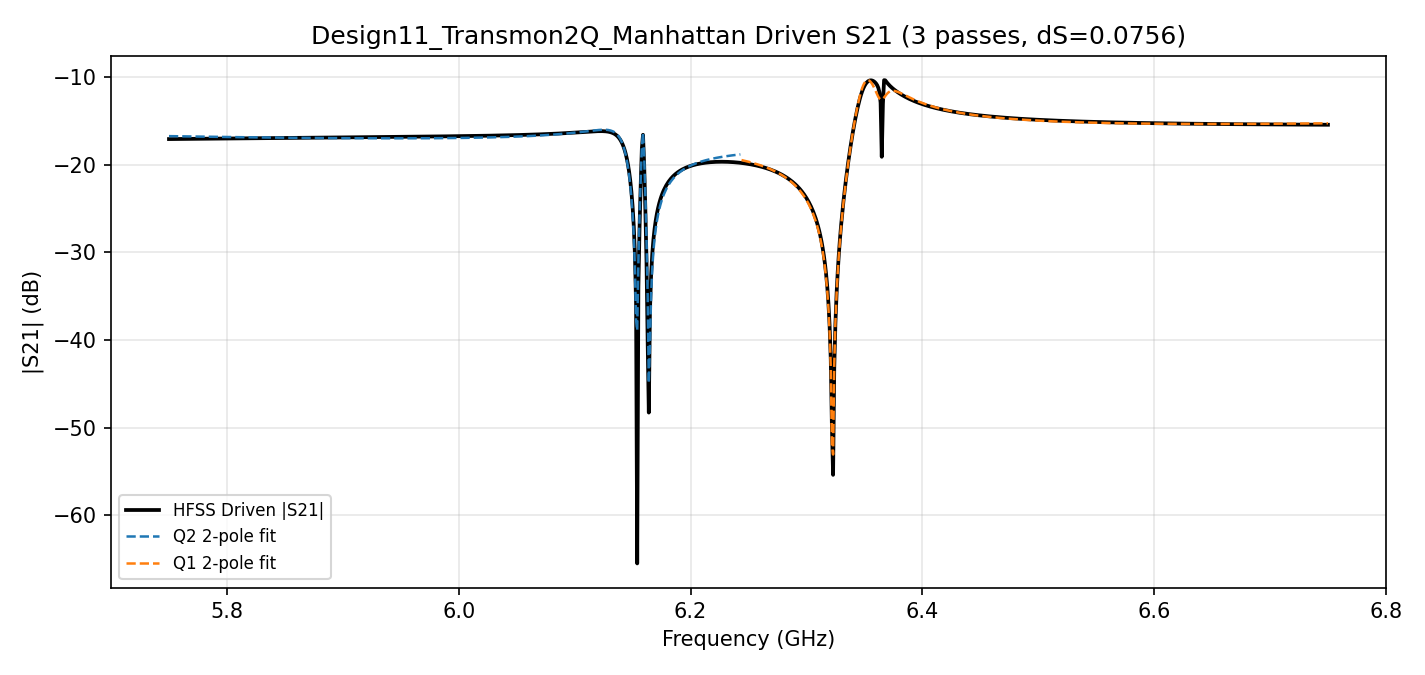 Design11_Transmon2Q_Manhattan Driven S21 (3 passes, dS=0.0756)
|S21| (dB)
−10
−20
−30
−40
−50
−60
HFSS Driven |S21|
Q2 2-pole fit
Q1 2-pole fit
5.8 6.0 6.2 6.4 6.6 6.8
Frequency (GHz)